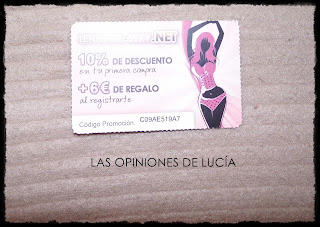 10% DE DESCUENTO
en tu primera compra
+6€ DE REGALO
al registrarte
Código Promoción: C09AE519A7
LAS OPINIONES DE LUCÍA